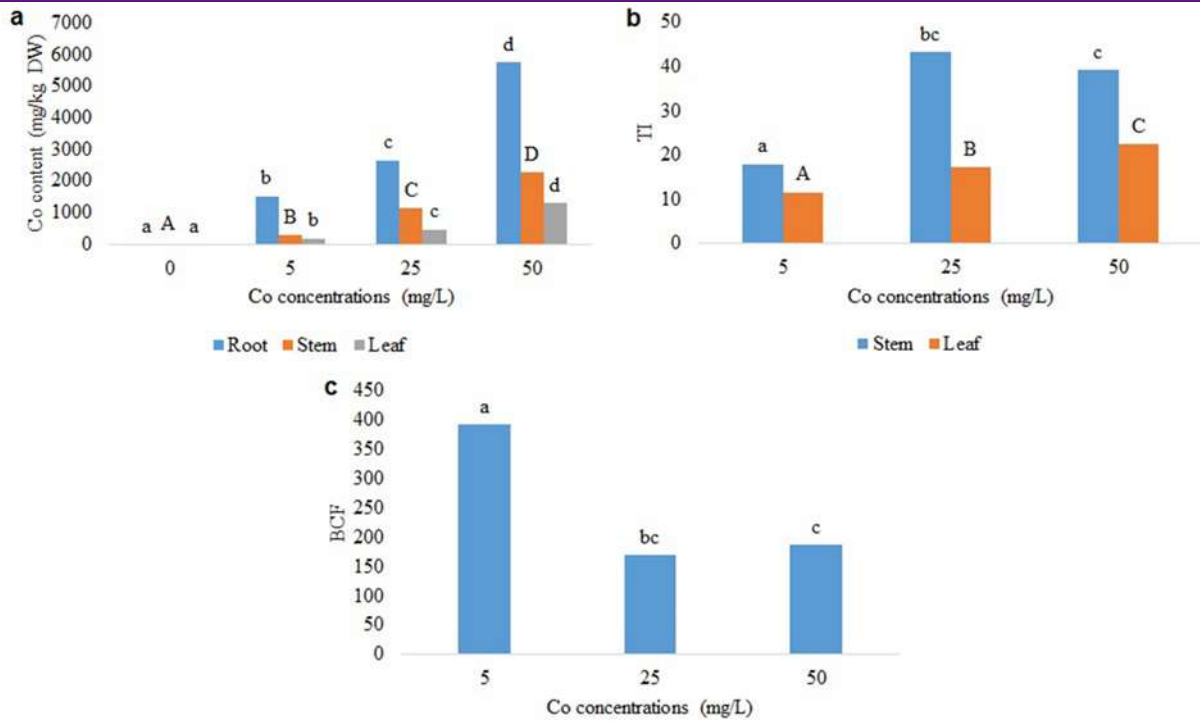 a
7000
6000
5000
4000
3000
2000
1000
0
Co content (mg/kg DW)
a A a
b B b
c C c
d D d
0 5 25 50
Co concentrations (mg/L)
Root Stem Leaf
b
50
40
30
20
10
0
TI
a A
bc B
c C
5 25 50
Co concentrations (mg/L)
Stem Leaf
c
450
400
350
300
250
200
150
100
50
0
BCF
a
bc
c
5 25 50
Co concentrations (mg/L)